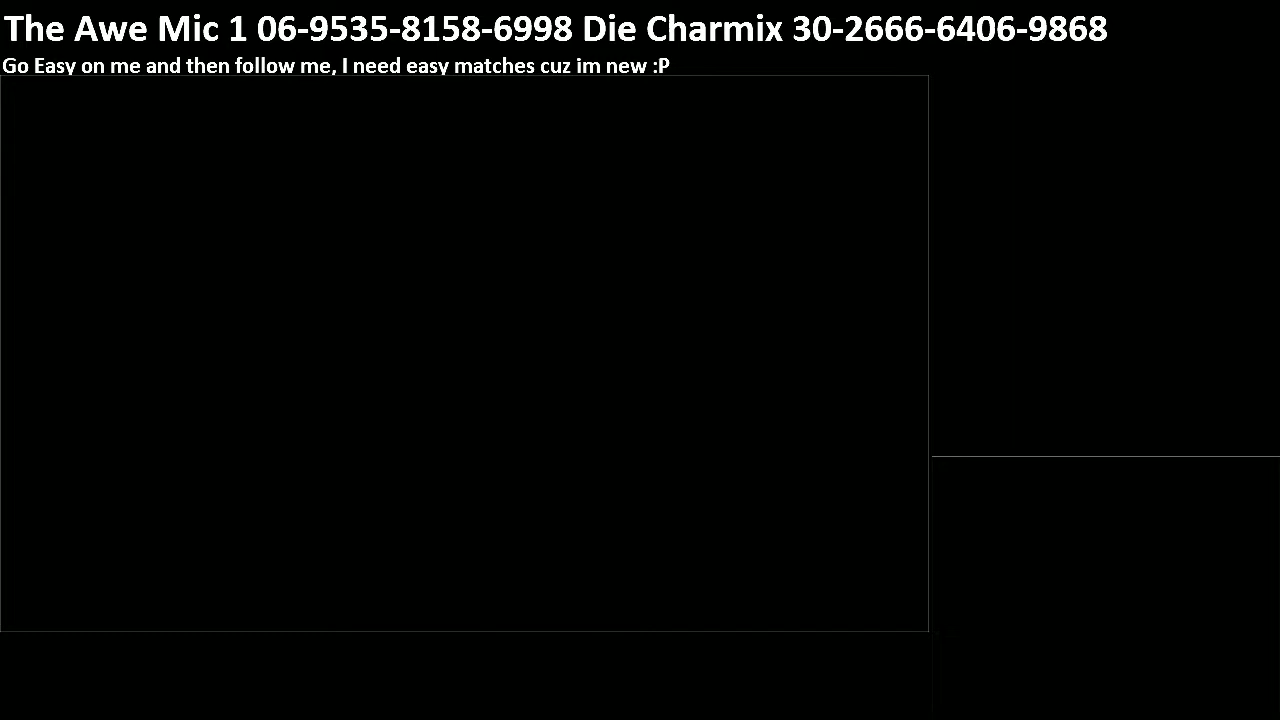 The Awe Mic 1 06-9535-8158-6998 Die Charmix 30-2666-6406-9868
Go Easy on me and then follow me, I need easy matches cuz im new :P